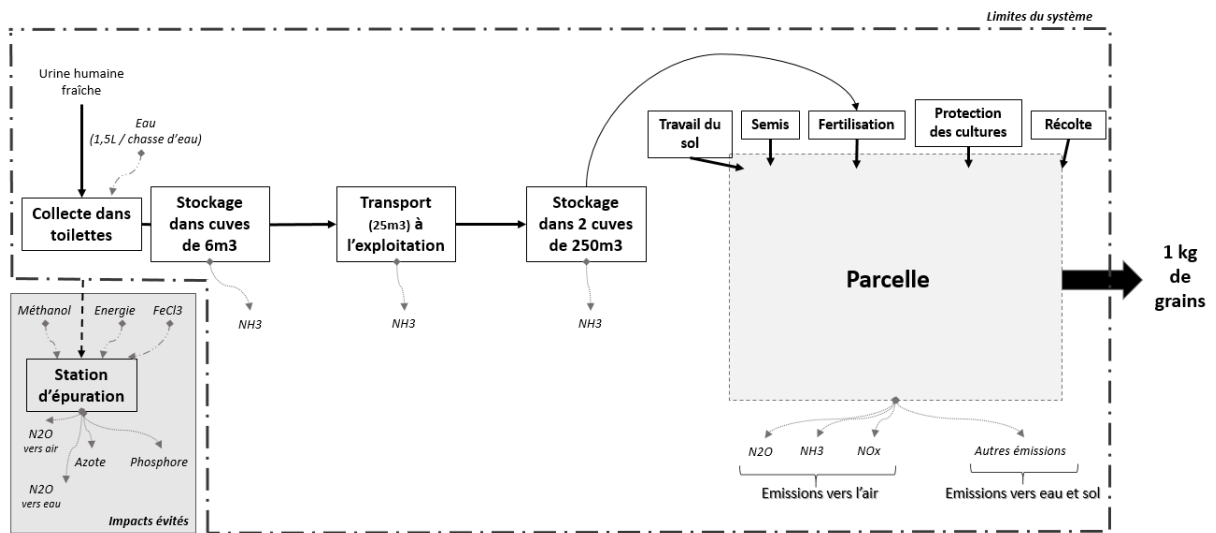 Limites du système
Urine humaine
fraîche
Eau
(1,5L / chasse d'eau)
Collecte dans
toilettes
Stockage
dans cuves
de 6m3
Transport
(25m3) à
l'exploitation
Stockage
dans 2 cuves
de 250m3
Travail du
sol
Semis
Fertilisation
Protection
des cultures
Récolte
Parcelle
1 kg
de
grains
NH3
NH3
NH3
Méthanol
Energie
FeCl3
Station
d'épuration
N2O
vers air
Azote
Phosphore
N2O
vers eau
Impacts évités
N2O
NH3
NOx
Autres émissions
Emissions vers l'air
Emissions vers eau et sol